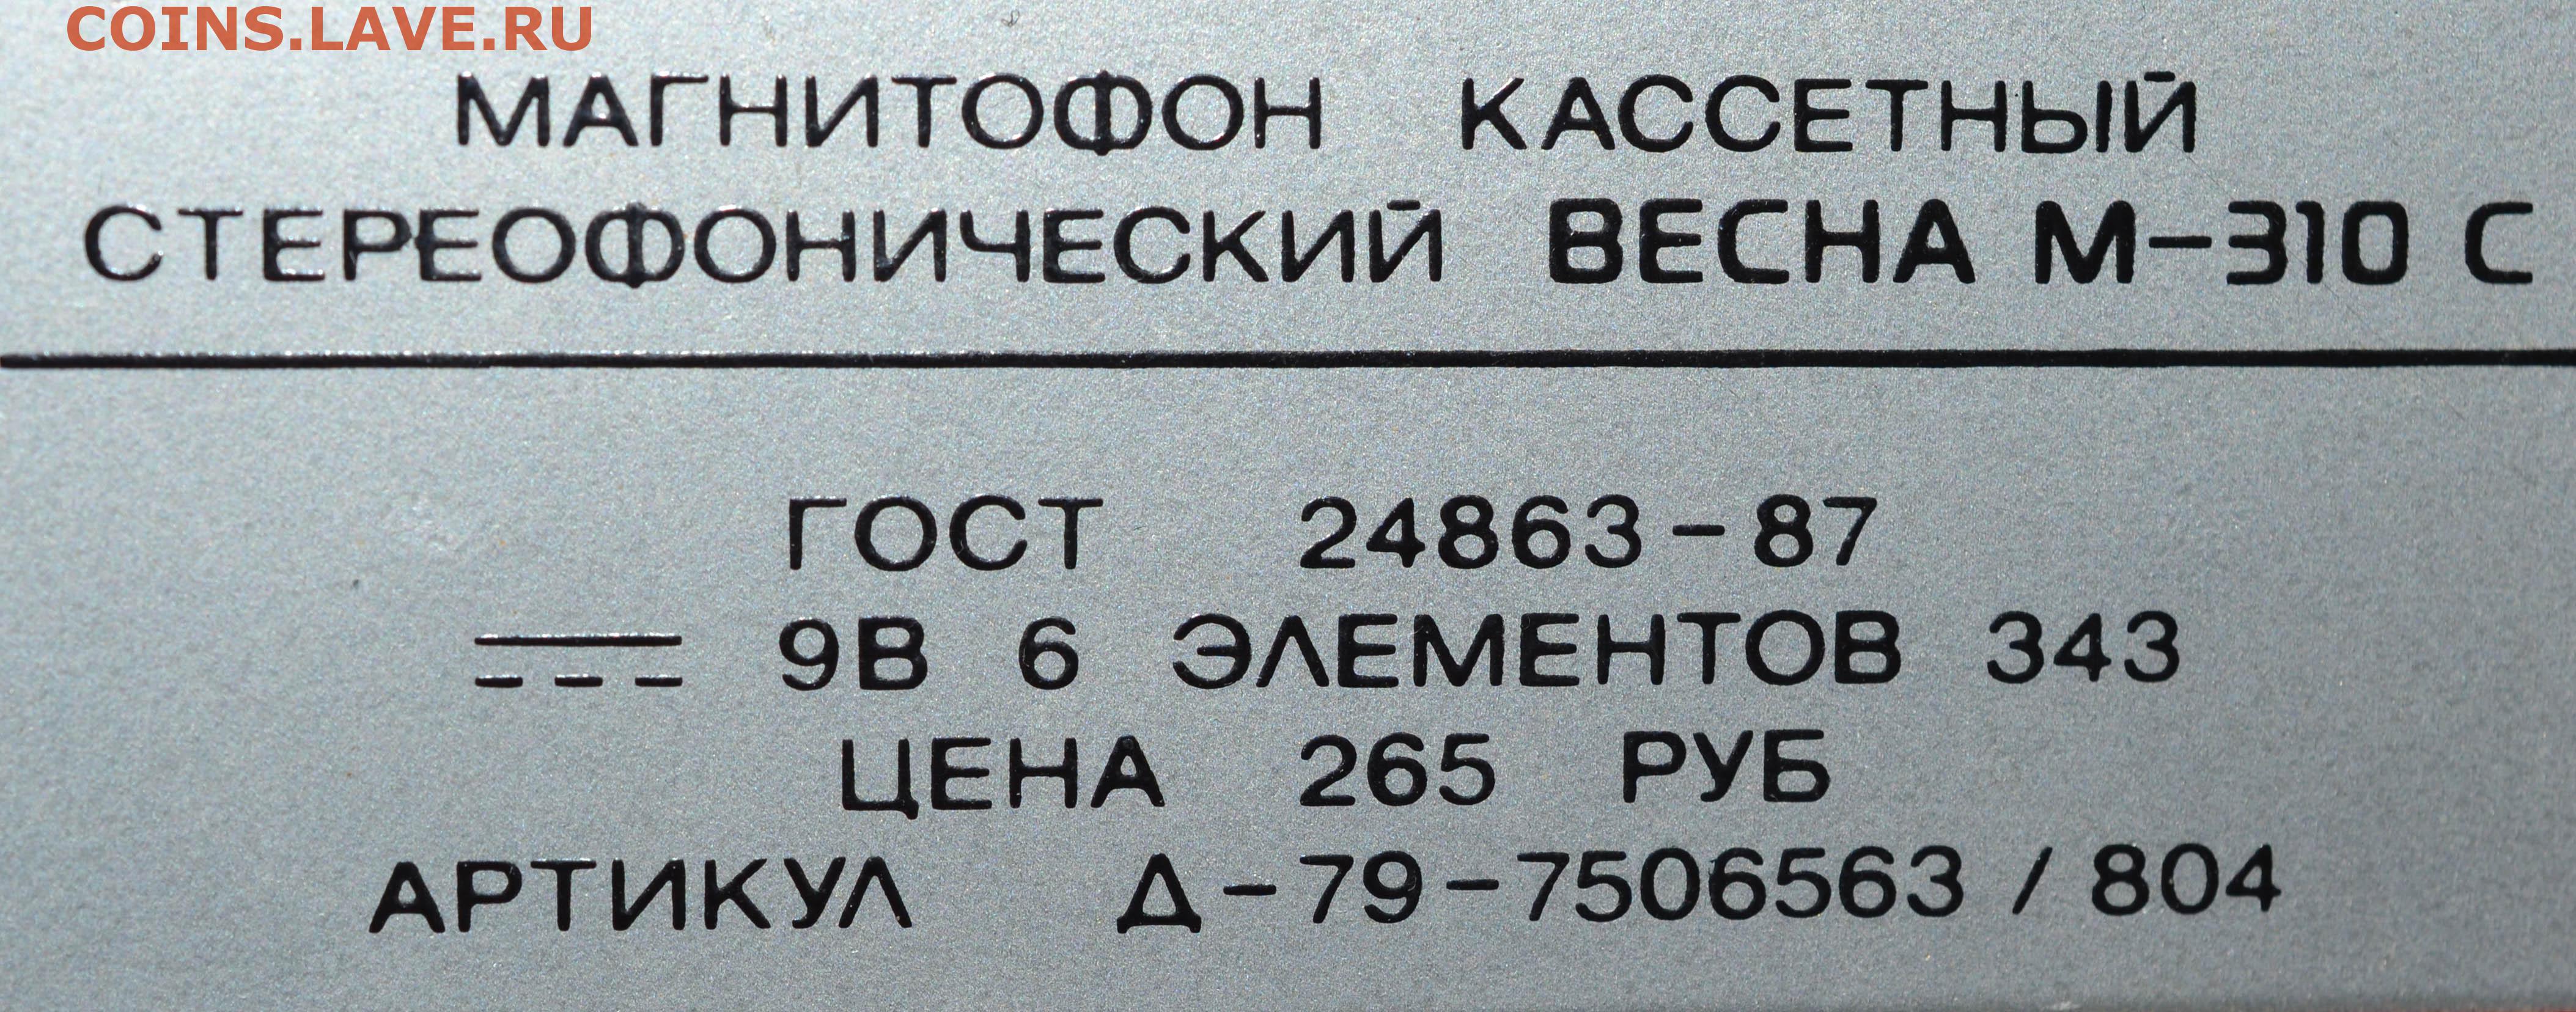 COINS.LAVE.RU
МАГНИТОФОН КАССЕТНЫЙ
СТЕРЕОФОНИЧЕСКИЙ ВЕСНА М-310 С
ГОСТ 24863-87
9В 6 ЭЛЕМЕНТОВ 343
ЦЕНА 265 РУБ
АРТИКУЛ Д-79-7506563 / 804